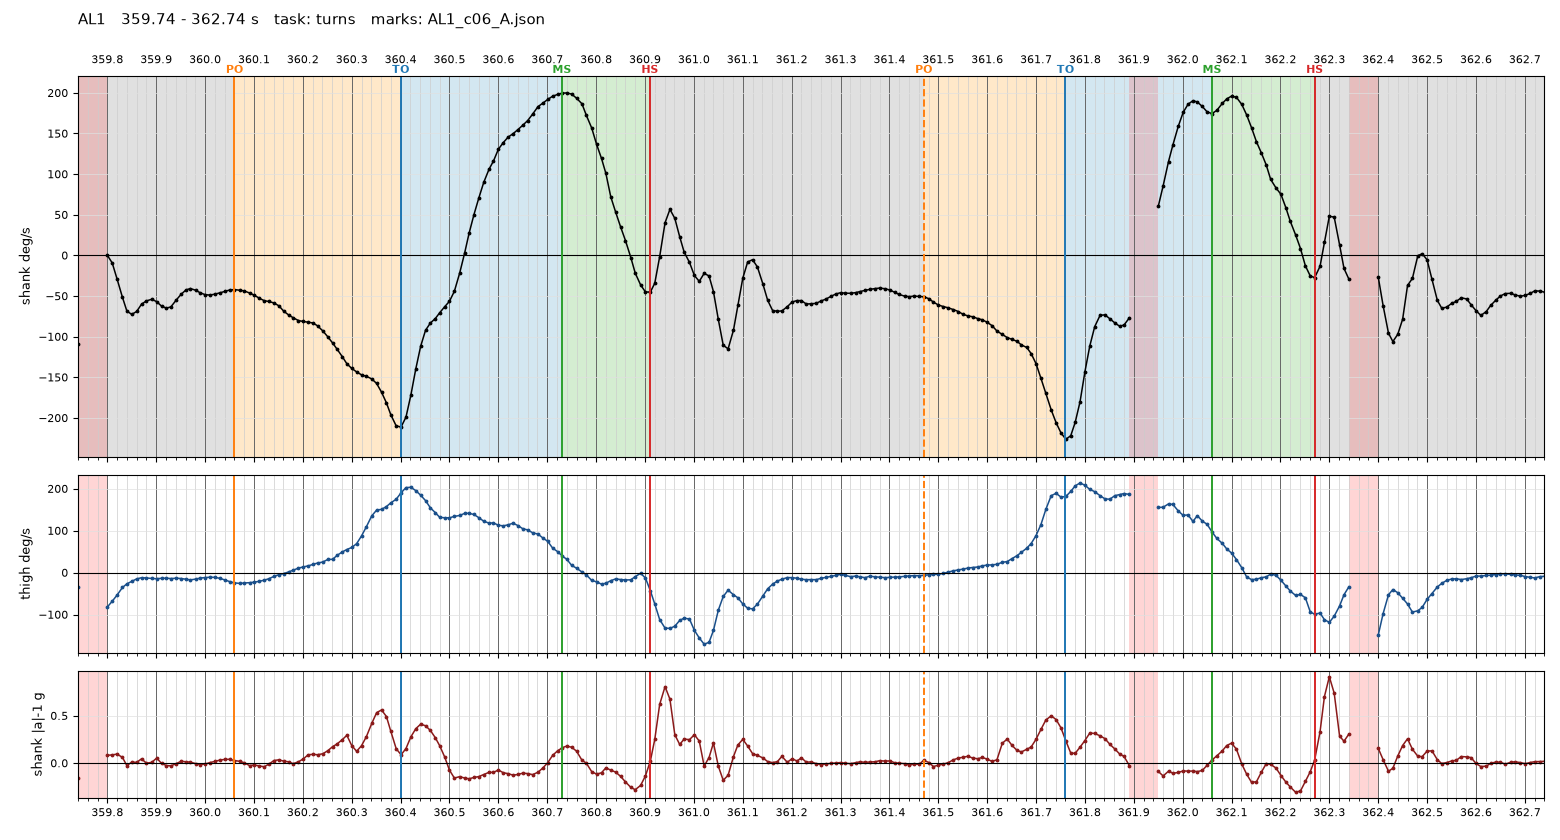 AL1   359.74 - 362.74 s   task: turns   marks: AL1_c06_A.json
359.8 359.9 360.0 360.1 360.2 360.3 360.4 360.5 360.6 360.7 360.8 360.9 361.0 361.1 361.2 361.3 361.4 361.5 361.6 361.7 361.8 361.9 362.0 362.1 362.2 362.3 362.4 362.5 362.6 362.7
PO TO MS HS PO TO MS HS
shank deg/s
200
150
100
50
0
−50
−100
−150
−200
thigh deg/s
200
100
0
−100
shank |a|-1 g
0.5
0.0
359.8 359.9 360.0 360.1 360.2 360.3 360.4 360.5 360.6 360.7 360.8 360.9 361.0 361.1 361.2 361.3 361.4 361.5 361.6 361.7 361.8 361.9 362.0 362.1 362.2 362.3 362.4 362.5 362.6 362.7